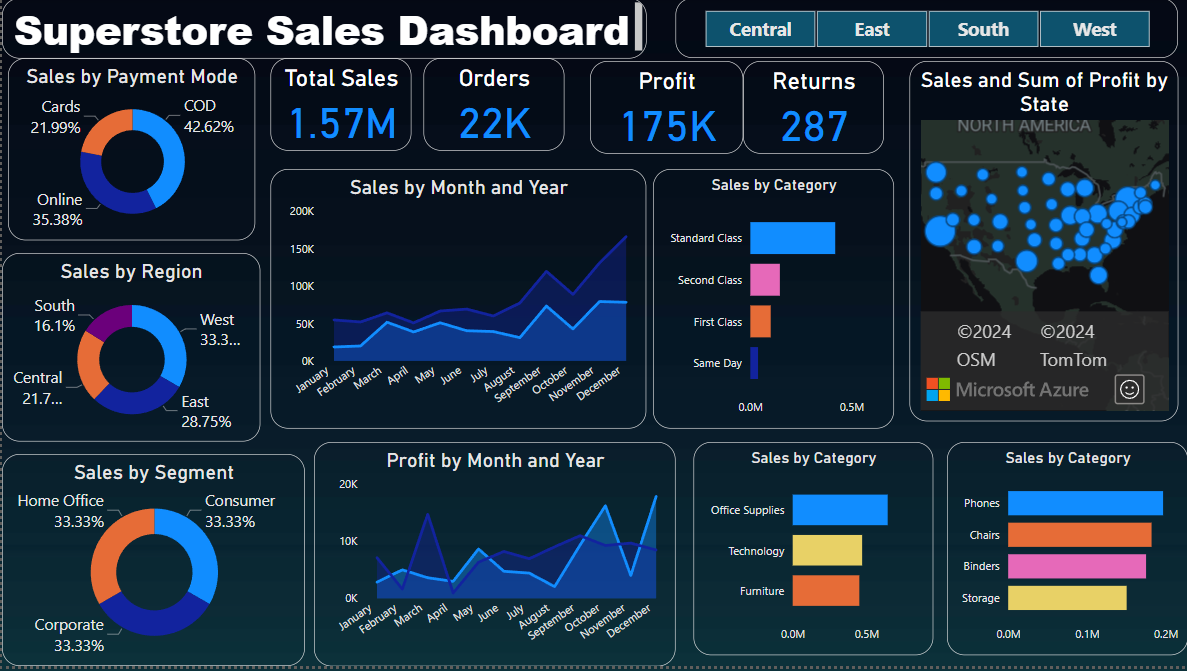 Superstore Sales Dashboard
Central
East
South
West
Sales by Payment Mode
Cards
21.99%
COD
42.62%
Online
35.38%
Total Sales
1.57M
Orders
22K
Profit
175K
Returns
287
Sales and Sum of Profit by
State
NORTH AMERICA
©2024
OSM
©2024
TomTom
Microsoft Azure
Sales by Month and Year
200K
150K
100K
50K
0K
January
February
March
April
May
June
July
August
September
October
November
December
Sales by Category
Standard Class
Second Class
First Class
Same Day
0.0M
0.5M
Sales by Region
South
16.1%
West
33.3...
Central
21.7...
East
28.75%
Sales by Segment
Home Office
33.33%
Consumer
33.33%
Corporate
33.33%
Profit by Month and Year
20K
10K
0K
January
February
March
April
May
June
July
August
September
October
November
December
Sales by Category
Office Supplies
Technology
Furniture
0.0M
0.5M
Sales by Category
Phones
Chairs
Binders
Storage
0.0M
0.1M
0.2M